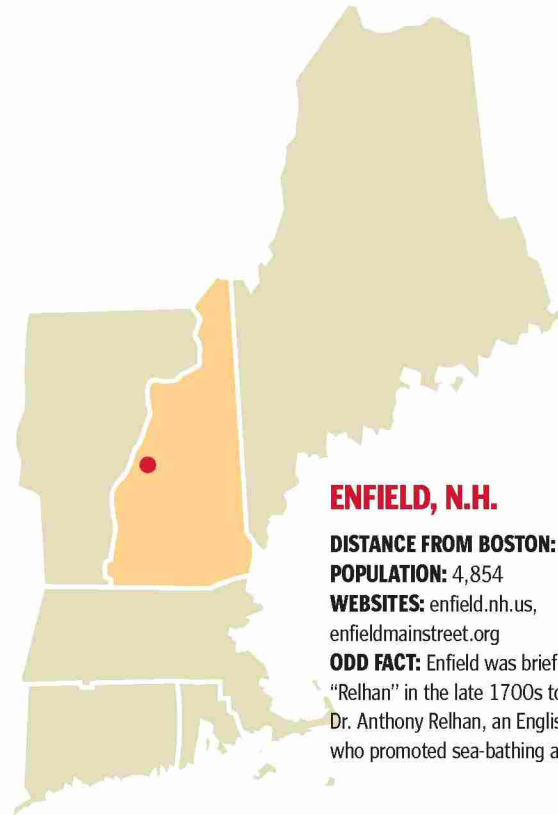 ENFIELD, N.H.
DISTANCE FROM BOSTON:
POPULATION: 4,854
WEBSITES: enfield.nh.us,
enfieldmainstreet.org
ODD FACT: Enfield was brief
“Relhan” in the late 1700s to
Dr. Anthony Relhan, an Englis
who promoted sea-bathing a